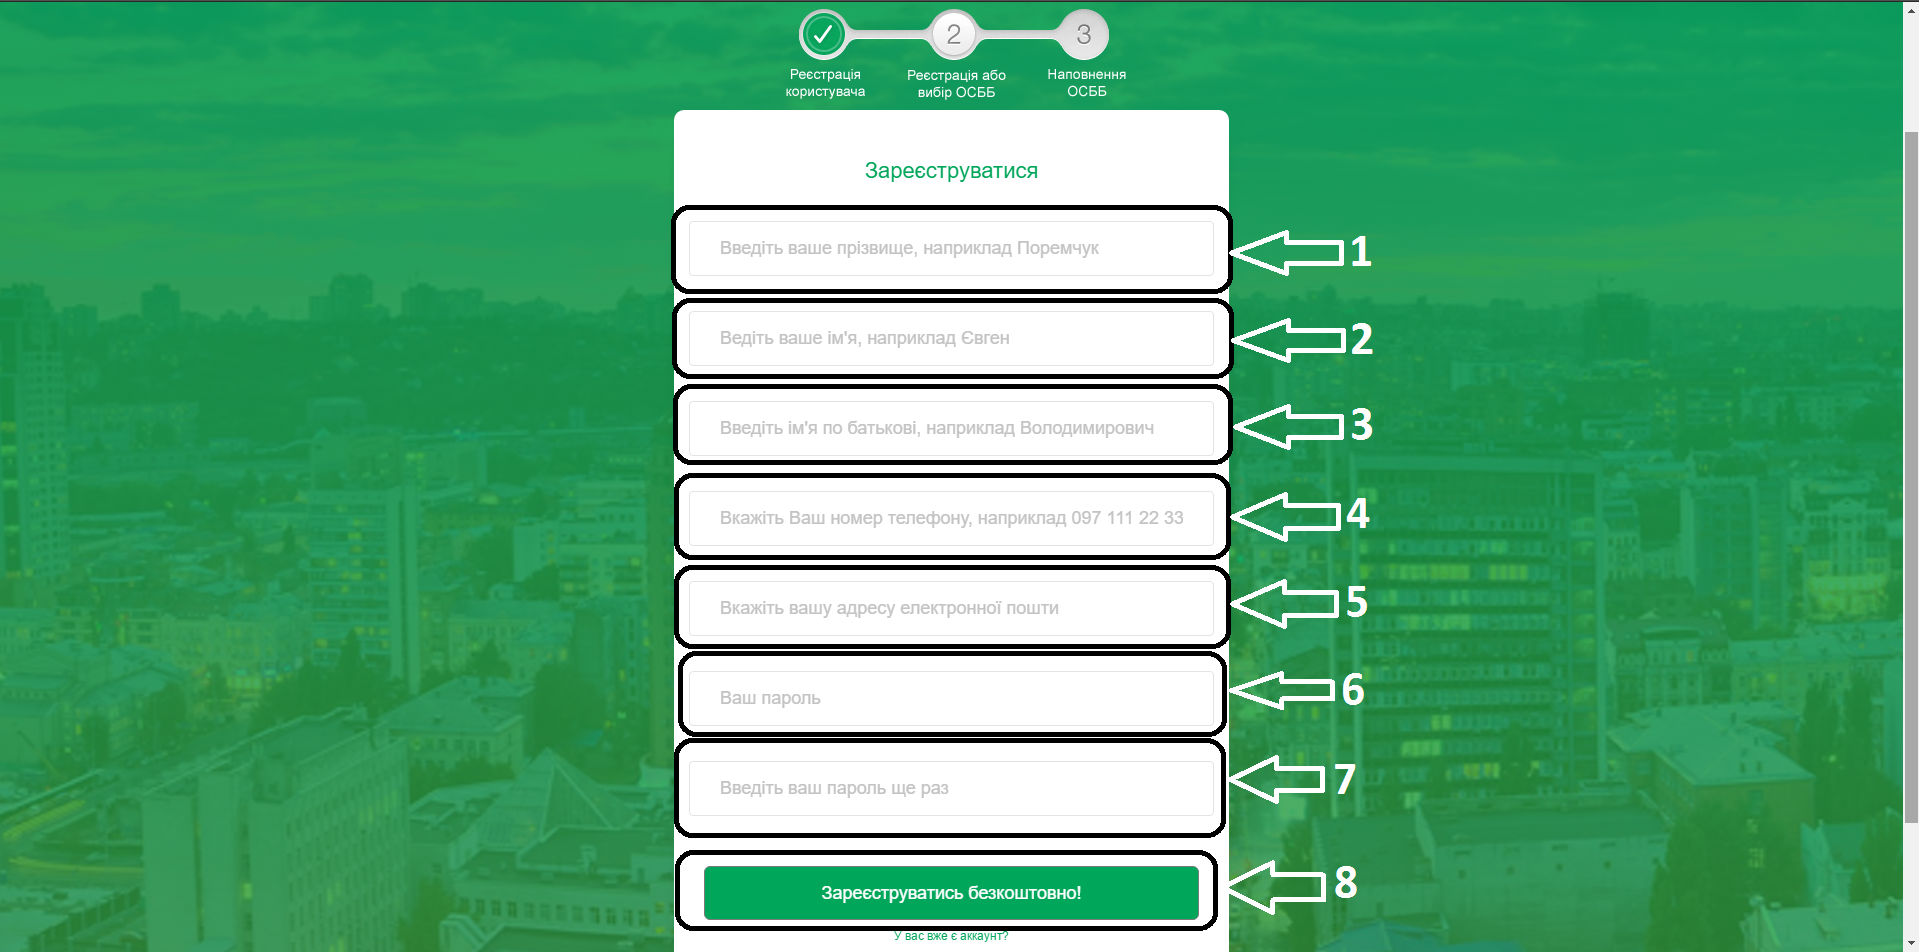 2
3
Реєстрація
користувача
Реєстрація або
вибір ОСББ
Наповнення
ОСББ
Зареєструватися
Введіть ваше прізвище, наприклад Поремчук
1
Ведіть ваше ім'я, наприклад Євген
2
Введіть ім'я по батькові, наприклад Володимирович
3
Вкажіть Ваш номер телефону, наприклад 097 111 22 33
4
Вкажіть вашу адресу електронної пошти
5
Ваш пароль
6
Введіть ваш пароль ще раз
7
Зареєструватись безкоштовно!
8
У вас вже є аккаунт?